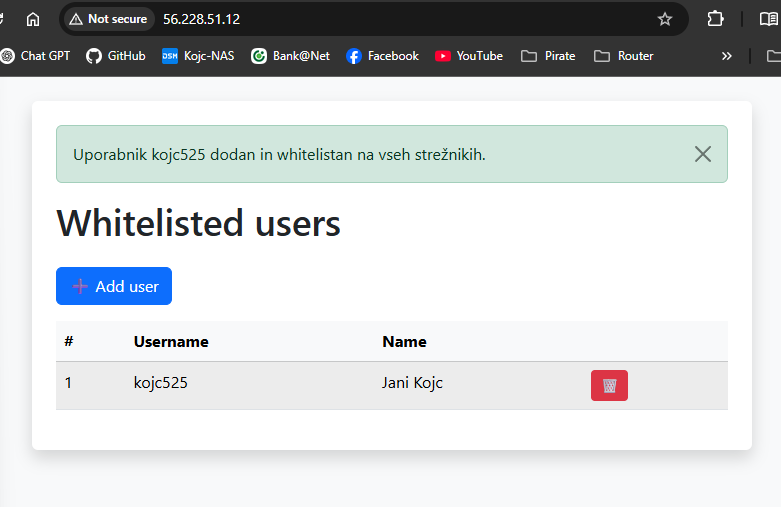 Not secure 56.228.51.12
Chat GPT GitHub DSM Kojc-NAS Bank@Net Facebook YouTube Pirate Router
Uporabnik kojc525 dodan in whitelistan na vseh strežnikih.
Whitelisted users
Add user
# Username Name
1 kojc525 Jani Kojc